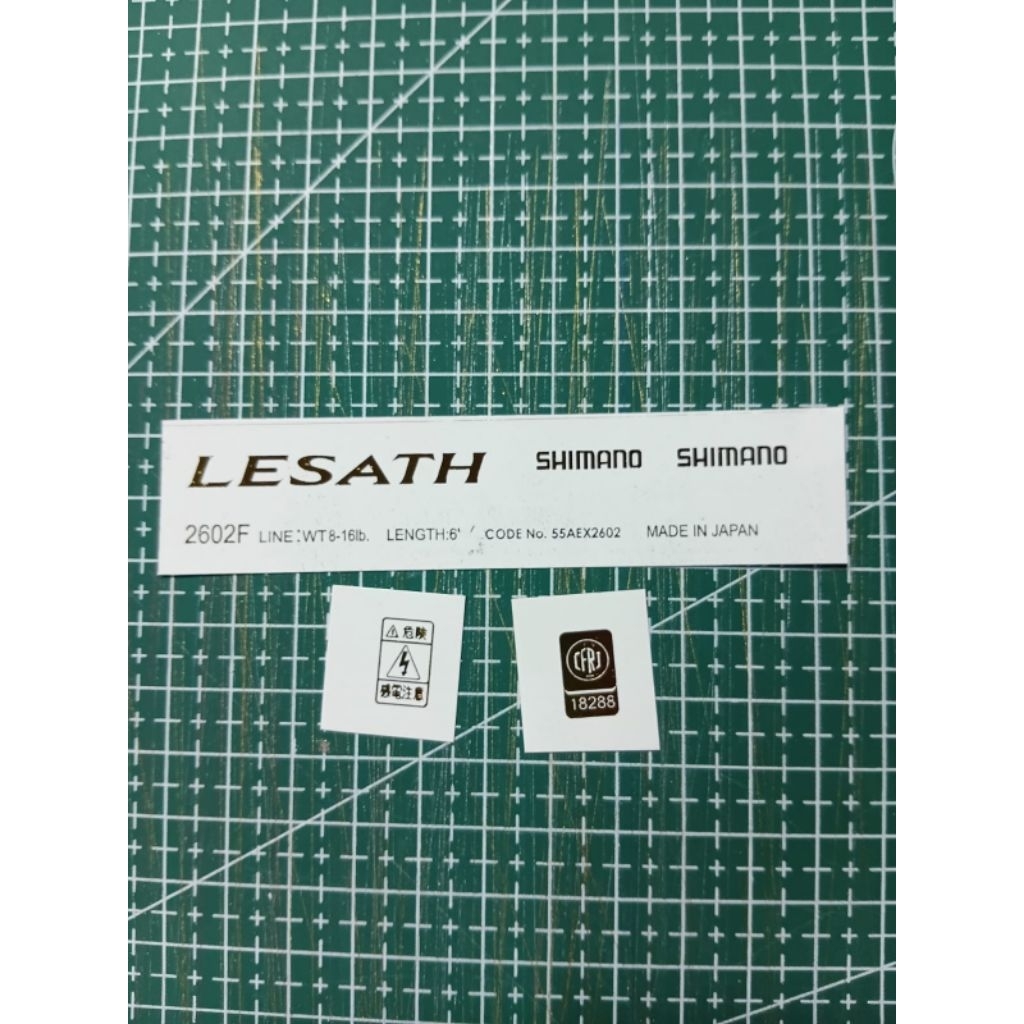 LESATH SHIMANO SHIMANO
2602F LINE:WT8-16lb. LENGTH:6' CODE No. 55AEX2602 MADE IN JAPAN
危険
感電注意
CFRJ
18288